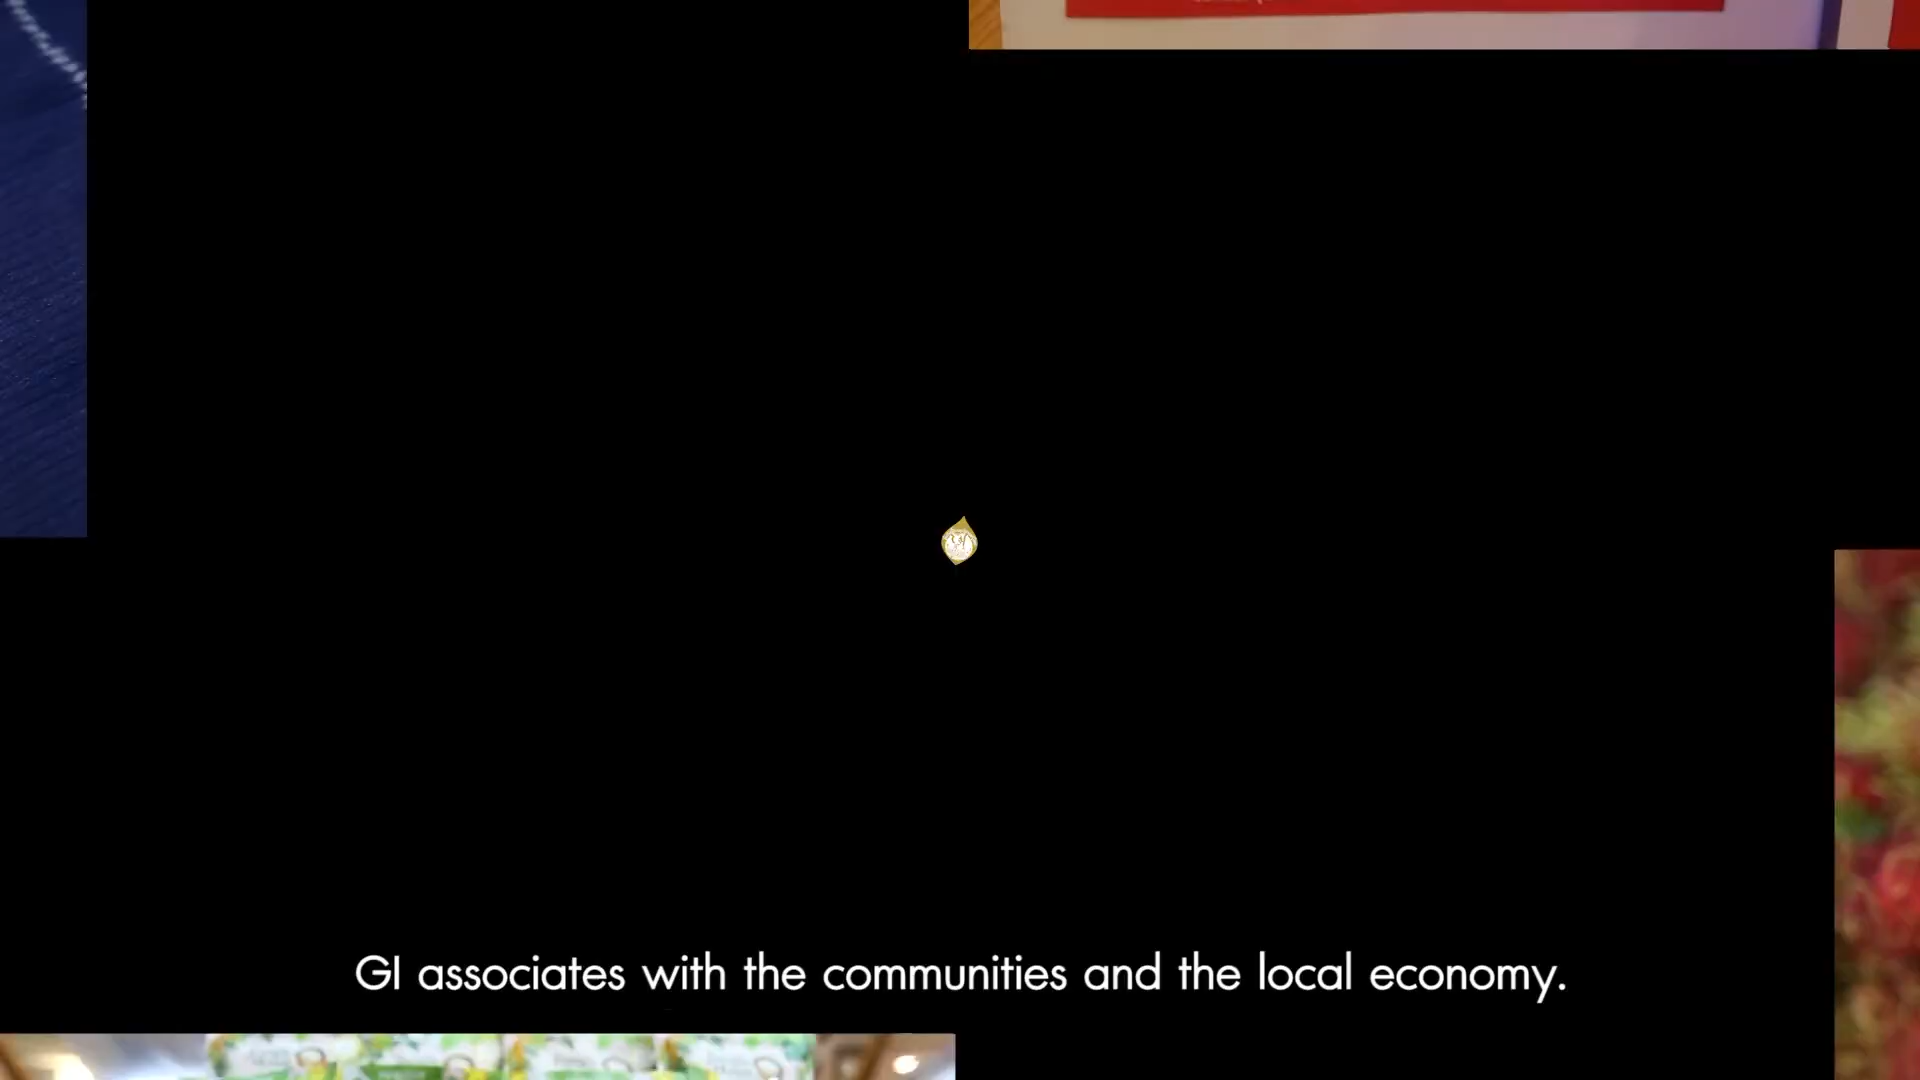 GI associates with the communities and the local economy.